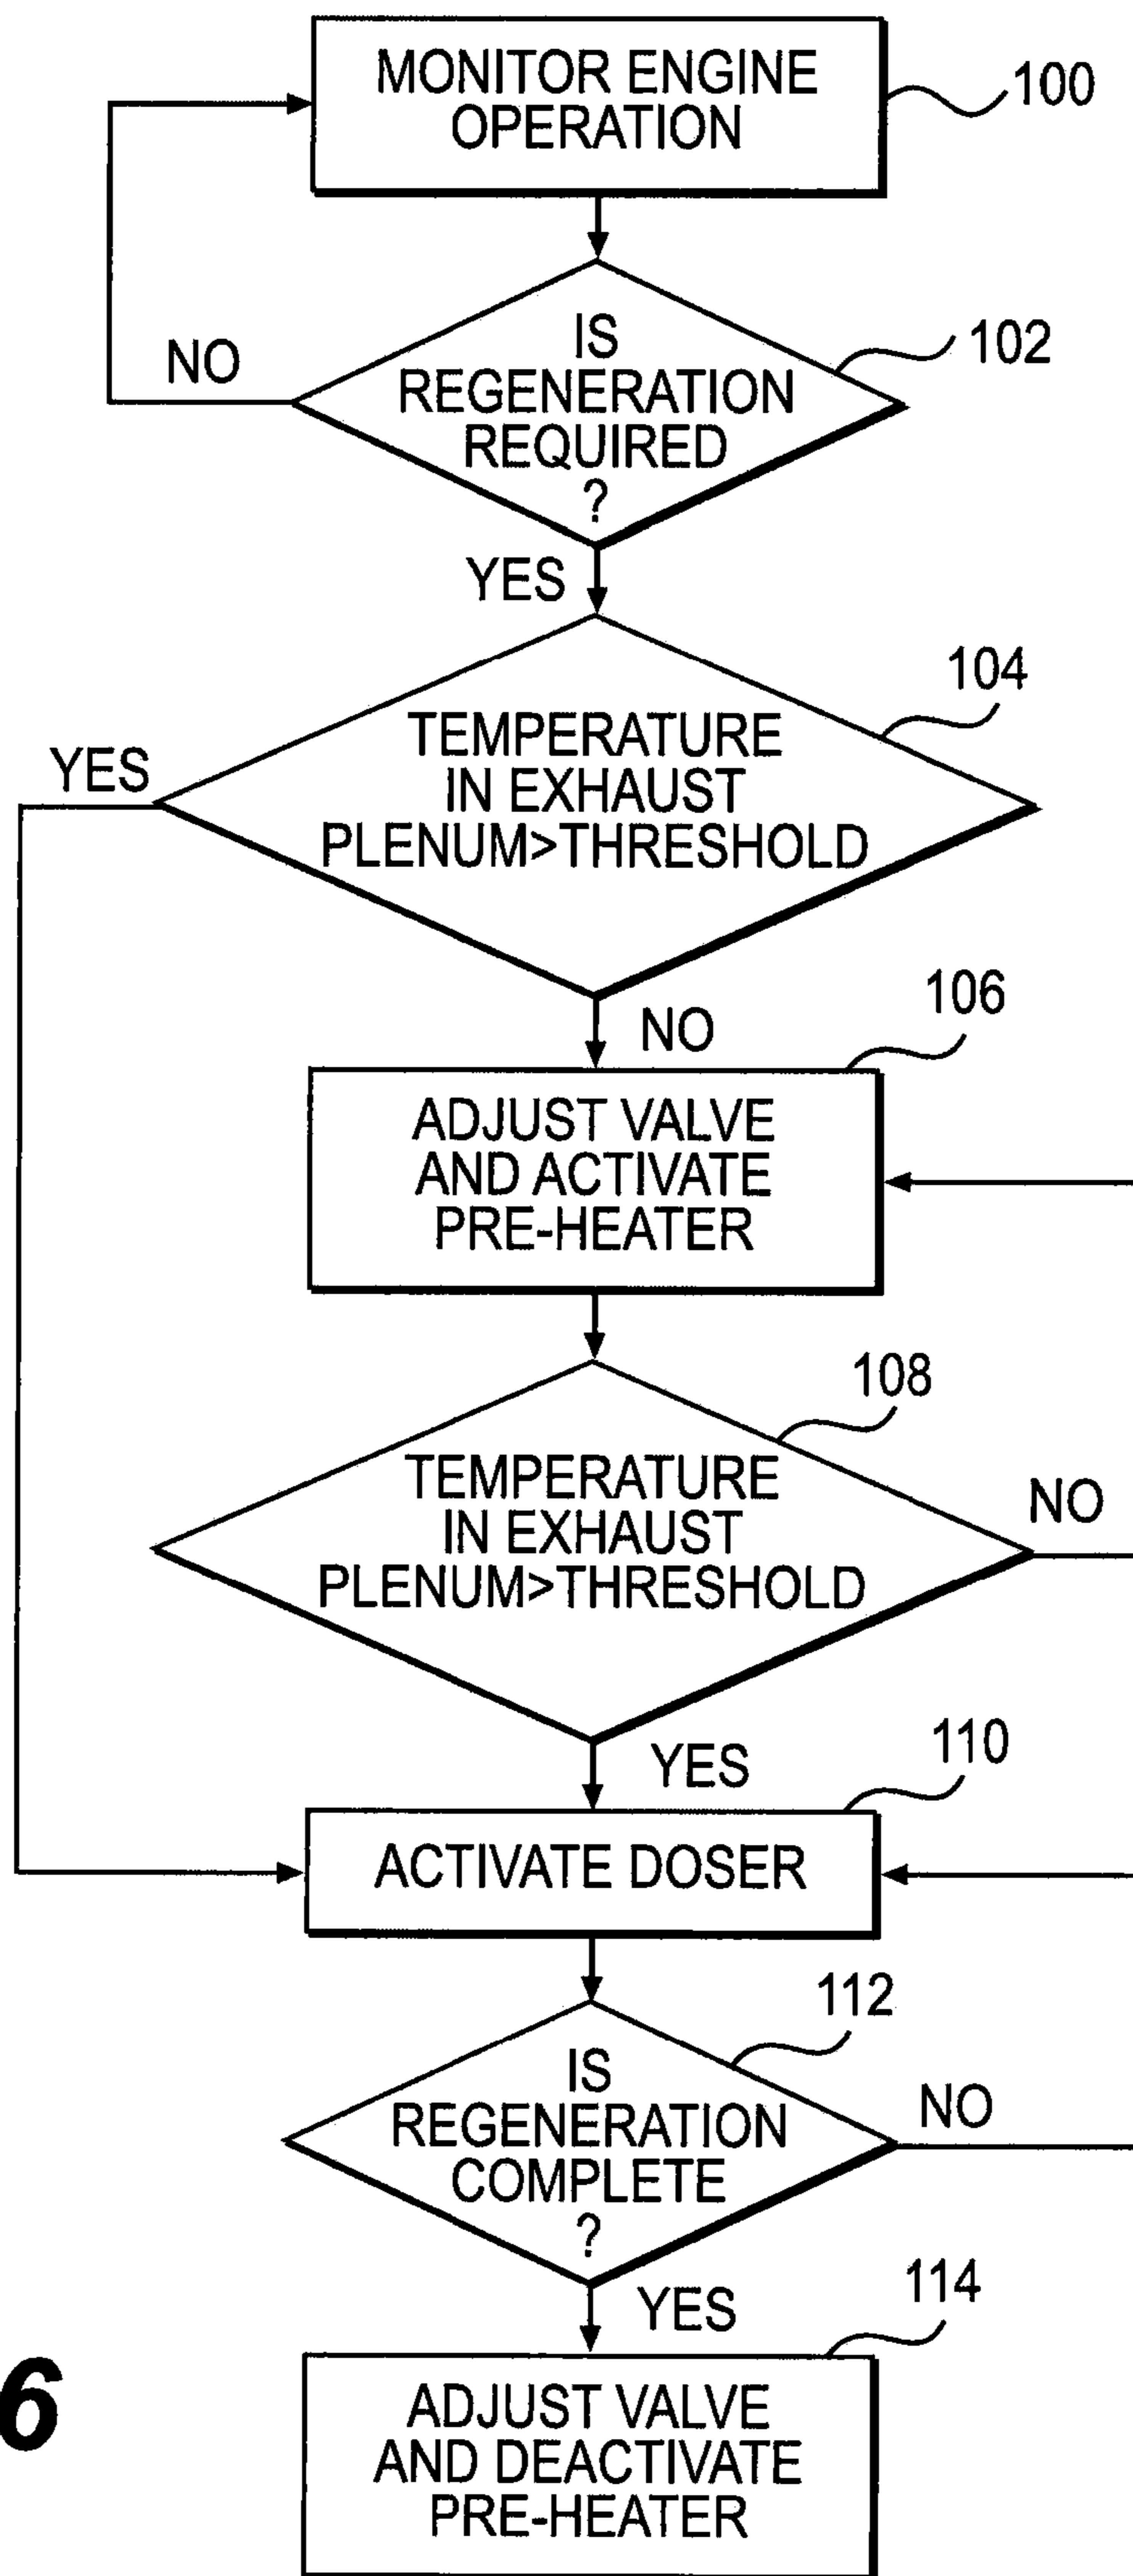 MONITOR ENGINE
OPERATION
100
IS
REGENERATION
REQUIRED
?
102
NO
YES
104
TEMPERATURE
IN EXHAUST
PLENUM>THRESHOLD
YES
NO
106
ADJUST VALVE
AND ACTIVATE
PRE-HEATER
108
TEMPERATURE
IN EXHAUST
PLENUM>THRESHOLD
NO
YES
110
ACTIVATE DOSER
112
IS
REGENERATION
COMPLETE
?
NO
YES
114
6
ADJUST VALVE
AND DEACTIVATE
PRE-HEATER